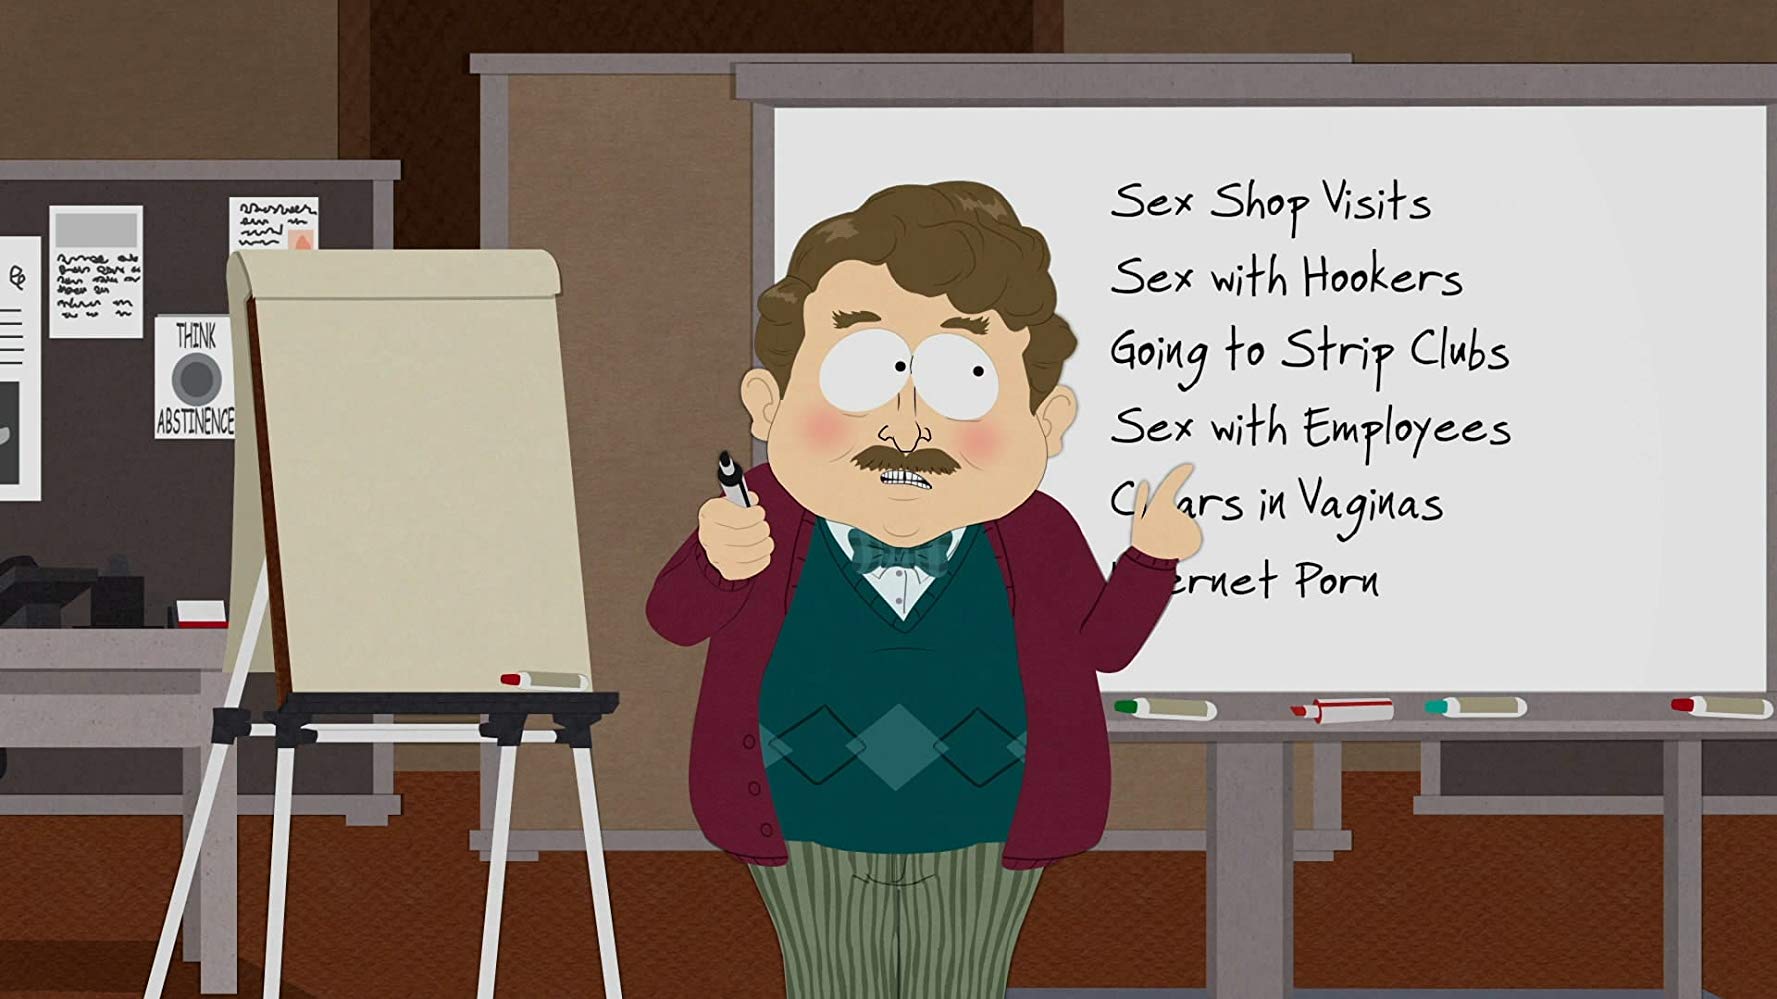 THINK
ABSTINENCE
Sex Shop Visits
Sex with Hookers
Going to Strip Clubs
Sex with Employees
in Vaginas
Porn